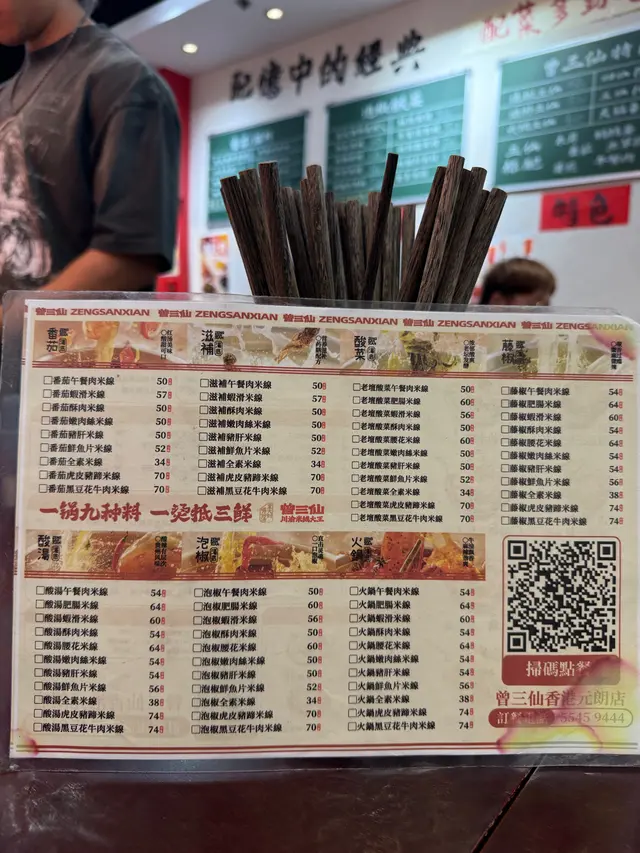 記憶中的經典
配菜多
曾三仙特
曾三仙 ZENGSANXIAN 曾三仙 ZENGSANXIAN 曾三仙 ZENGSANXIAN 曾三仙 ZENGSANXIAN
番茄
□番茄午餐肉米線 50
□番茄蝦滑米線 57
□番茄酥肉米線 50
□番茄嫩肉絲米線 50
□番茄豬肝米線 50
□番茄鮮魚片米線 52
□番茄全素米線 34
□番茄虎皮豬蹄米線 70
□番茄黑豆花牛肉米線 70
滋補
□滋補午餐肉米線 50
□滋補蝦滑米線 57
□滋補酥肉米線 50
□滋補嫩肉絲米線 50
□滋補豬肝米線 50
□滋補鮮魚片米線 52
□滋補全素米線 34
□滋補虎皮豬蹄米線 70
□滋補黑豆花牛肉米線 70
酸菜
□老壇酸菜午餐肉米線 50
□老壇酸菜肥腸米線 60
□老壇酸菜蝦滑米線 56
□老壇酸菜酥肉米線 50
□老壇酸菜腰花米線 60
□老壇酸菜嫩肉絲米線 50
□老壇酸菜豬肝米線 50
□老壇酸菜鮮魚片米線 52
□老壇酸菜全素米線 34
□老壇酸菜虎皮豬蹄米線 70
□老壇酸菜黑豆花牛肉米線 70
藤椒
□藤椒午餐肉米線 54
□藤椒肥腸米線 64
□藤椒蝦滑米線 60
□藤椒酥肉米線 54
□藤椒腰花米線 64
□藤椒嫩肉絲米線 54
□藤椒豬肝米線 54
□藤椒鮮魚片米線 56
□藤椒全素米線 38
□藤椒虎皮豬蹄米線 74
□藤椒黑豆花牛肉米線 74
一锅九种料 一烫抵三鮮
曾三仙
川渝米线大王
酸湯
□酸湯午餐肉米線 54
□酸湯肥腸米線 64
□酸湯蝦滑米線 60
□酸湯酥肉米線 54
□酸湯腰花米線 64
□酸湯嫩肉絲米線 54
□酸湯豬肝米線 54
□酸湯鮮魚片米線 56
□酸湯全素米線 38
□酸湯虎皮豬蹄米線 74
□酸湯黑豆花牛肉米線 74
泡椒
□泡椒午餐肉米線 50
□泡椒肥腸米線 60
□泡椒蝦滑米線 56
□泡椒酥肉米線 50
□泡椒腰花米線 60
□泡椒嫩肉絲米線 50
□泡椒豬肝米線 50
□泡椒鮮魚片米線 52
□泡椒全素米線 34
□泡椒虎皮豬蹄米線 70
□泡椒黑豆花牛肉米線 70
火鍋
□火鍋午餐肉米線 54
□火鍋肥腸米線 64
□火鍋蝦滑米線 60
□火鍋酥肉米線 54
□火鍋腰花米線 64
□火鍋嫩肉絲米線 54
□火鍋豬肝米線 54
□火鍋鮮魚片米線 56
□火鍋全素米線 38
□火鍋虎皮豬蹄米線 74
□火鍋黑豆花牛肉米線 74
掃碼點餐
曾三仙香港元朗店
訂餐 5545 9444